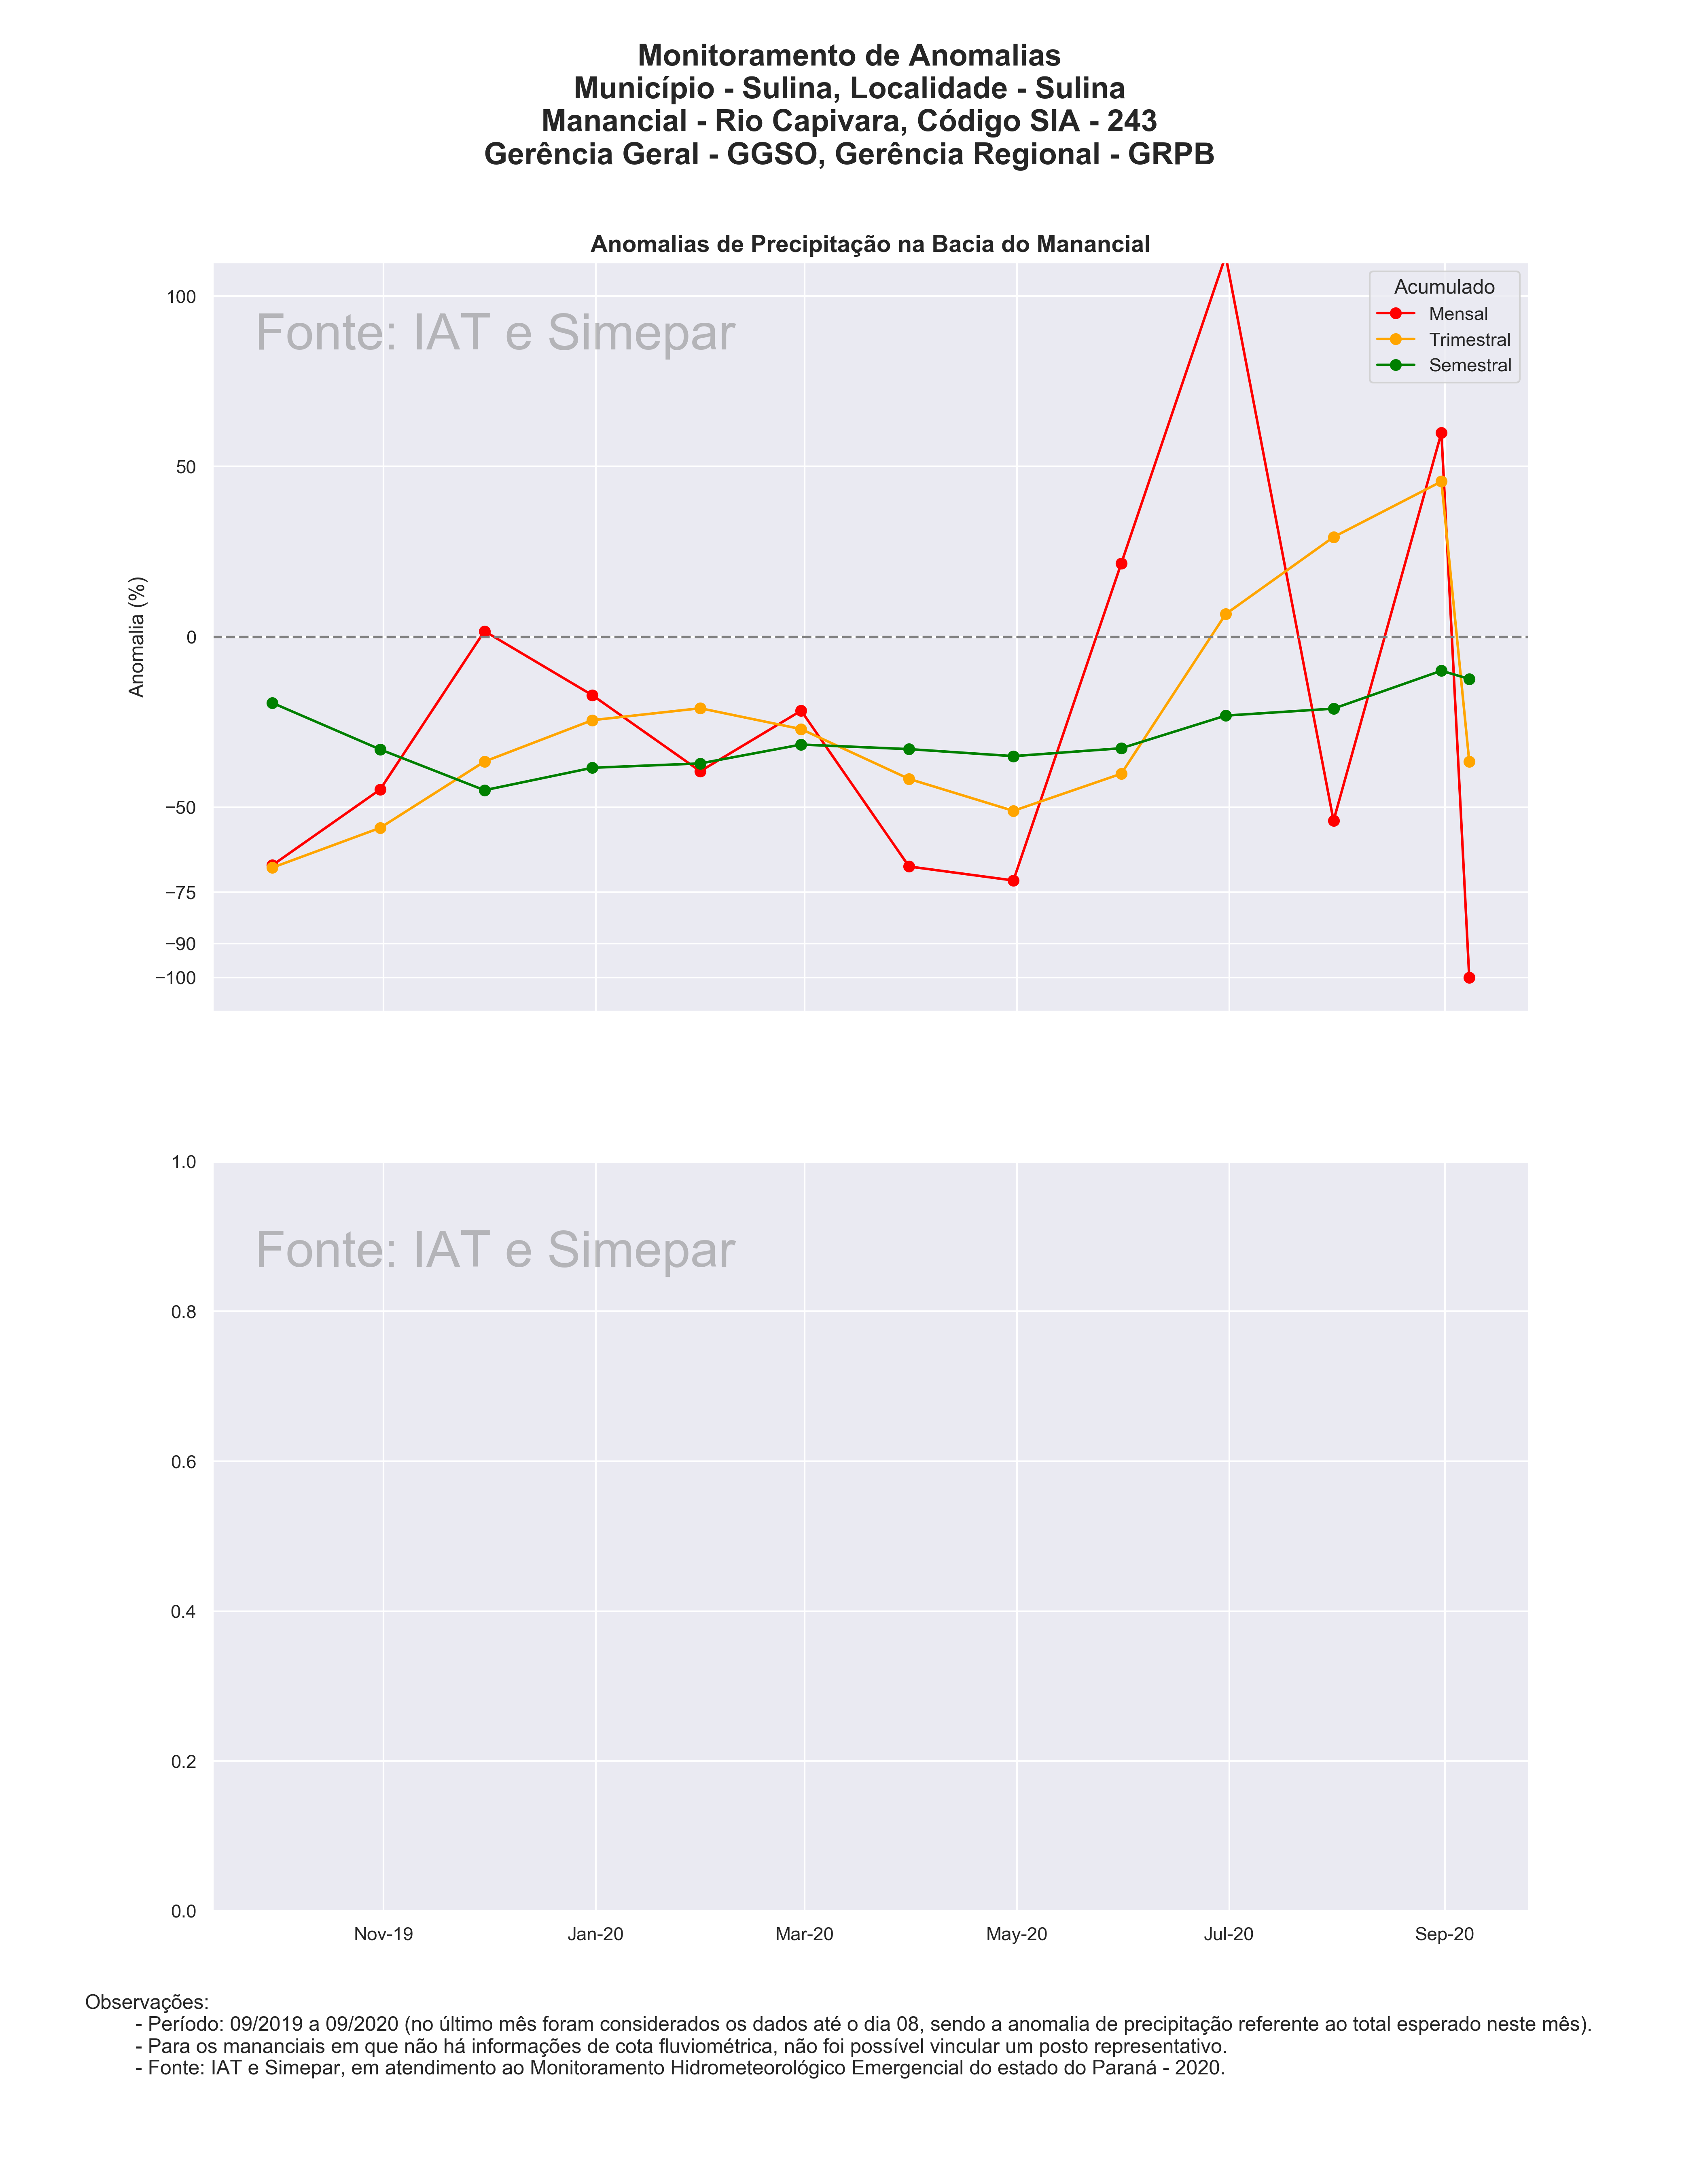 Monitoramento de Anomalias
Município - Sulina, Localidade - Sulina
Manancial - Rio Capivara, Código SIA - 243
Gerência Geral - GGSO, Gerência Regional - GRPB
Anomalias de Precipitação na Bacia do Manancial
Fonte: IAT e Simepar
Acumulado
Mensal
Trimestral
Semestral
Anomalia (%)
100
50
0
−50
−75
−90
−100
Fonte: IAT e Simepar
1.0
0.8
0.6
0.4
0.2
0.0
Nov-19 Jan-20 Mar-20 May-20 Jul-20 Sep-20
Observações:
- Período: 09/2019 a 09/2020 (no último mês foram considerados os dados até o dia 08, sendo a anomalia de precipitação referente ao total esperado neste mês).
- Para os mananciais em que não há informações de cota fluviométrica, não foi possível vincular um posto representativo.
- Fonte: IAT e Simepar, em atendimento ao Monitoramento Hidrometeorológico Emergencial do estado do Paraná - 2020.